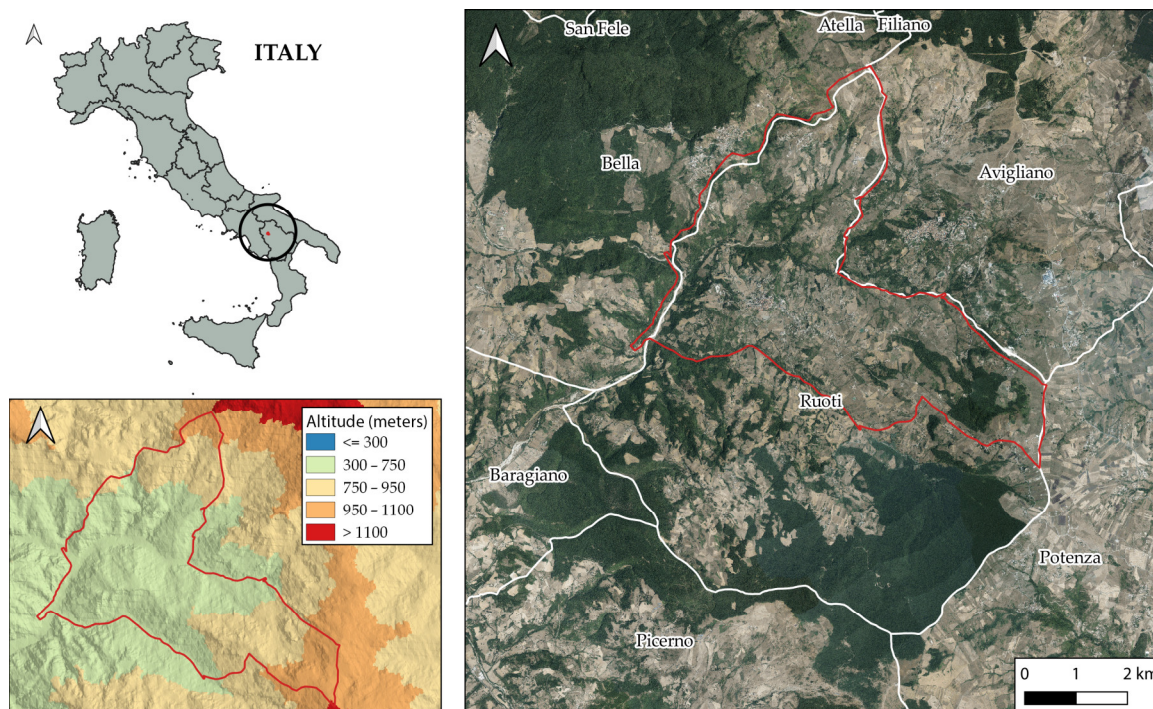 ITALY
San Fele
Atella Filiano
Bella
Avigliano
Ruoti
Baragiano
Potenza
Picerno
0 1 2 km
Altitude (meters)
<= 300
300 – 750
750 – 950
950 – 1100
> 1100